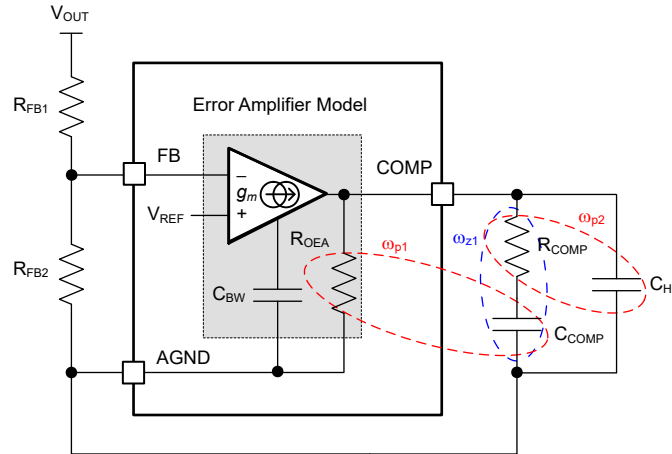 VOUT
RFB1
Error Amplifier Model
FB
COMP
gm
VREF
ROEA
ωp1
ωz1
ωp2
RCOMP
RFB2
CBW
CH
CCOMP
AGND